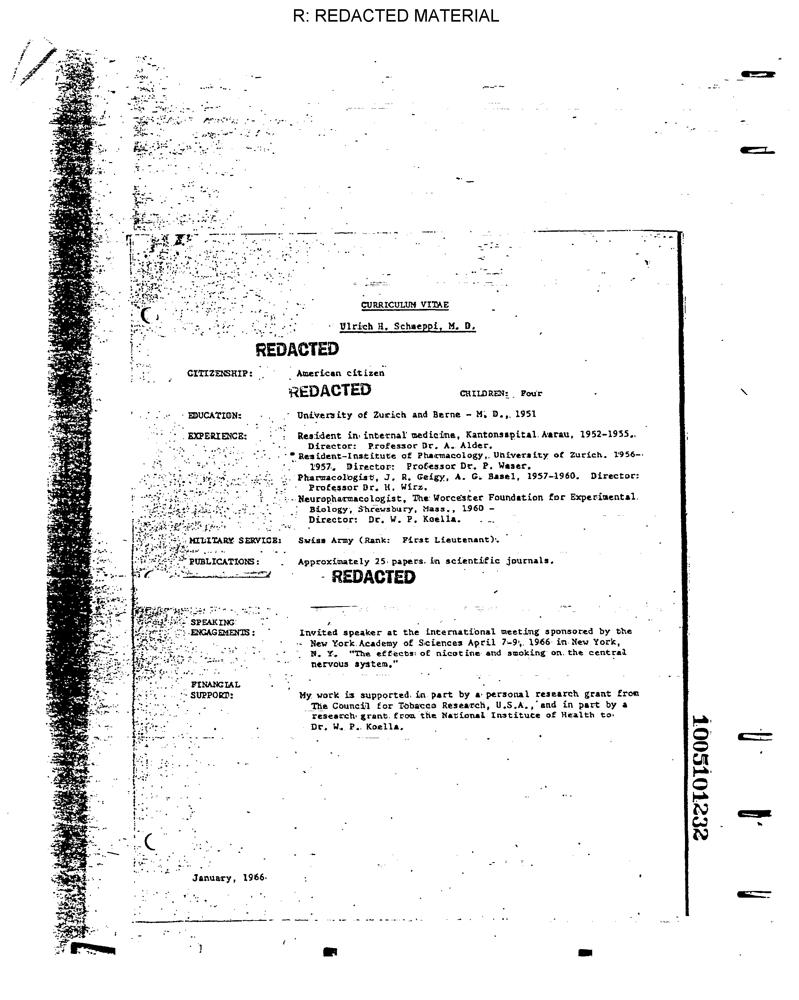 R: REDACTED MATERIAL
CURRICULUM VITAE
Ulrich H. Schaeppi, M. D.
REDACTED
CITIZENSHIP: American citizen
REDACTED CHILDREN: Four
EDUCATION: University of Zurich and Berne - M. D., 1951
EXPERIENCE: Resident in internal medicine, Kantonsspital Aarau, 1952-1955.
Director: Professor Dr. A. Alder.
Resident-Institute of Pharmacology, University of Zurich. 1956-
1957. Director: Professor Dr. P. Waser.
Pharmacologist, J. R. Geigy, A. G. Basel, 1957-1960. Director:
Professor Dr. H. Wirz.
Neuropharmacologist, The Worcester Foundation for Experimental
Biology, Shrewsbury, Mass., 1960 -
Director: Dr. W. P. Koella.
MILITARY SERVICE: Swiss Army (Rank: First Lieutenant).
PUBLICATIONS: Approximately 25 papers in scientific journals.
REDACTED
SPEAKING
ENGAGEMENTS: Invited speaker at the international meeting sponsored by the
New York Academy of Sciences April 7-9, 1966 in New York,
N. Y. "The effects of nicotine and smoking on the central
nervous system."
FINANCIAL
SUPPORT: My work is supported in part by a personal research grant from
The Council for Tobacco Research, U.S.A., and in part by a
research grant from the National Institute of Health to
Dr. W. P. Koella.
January, 1966
1005101232